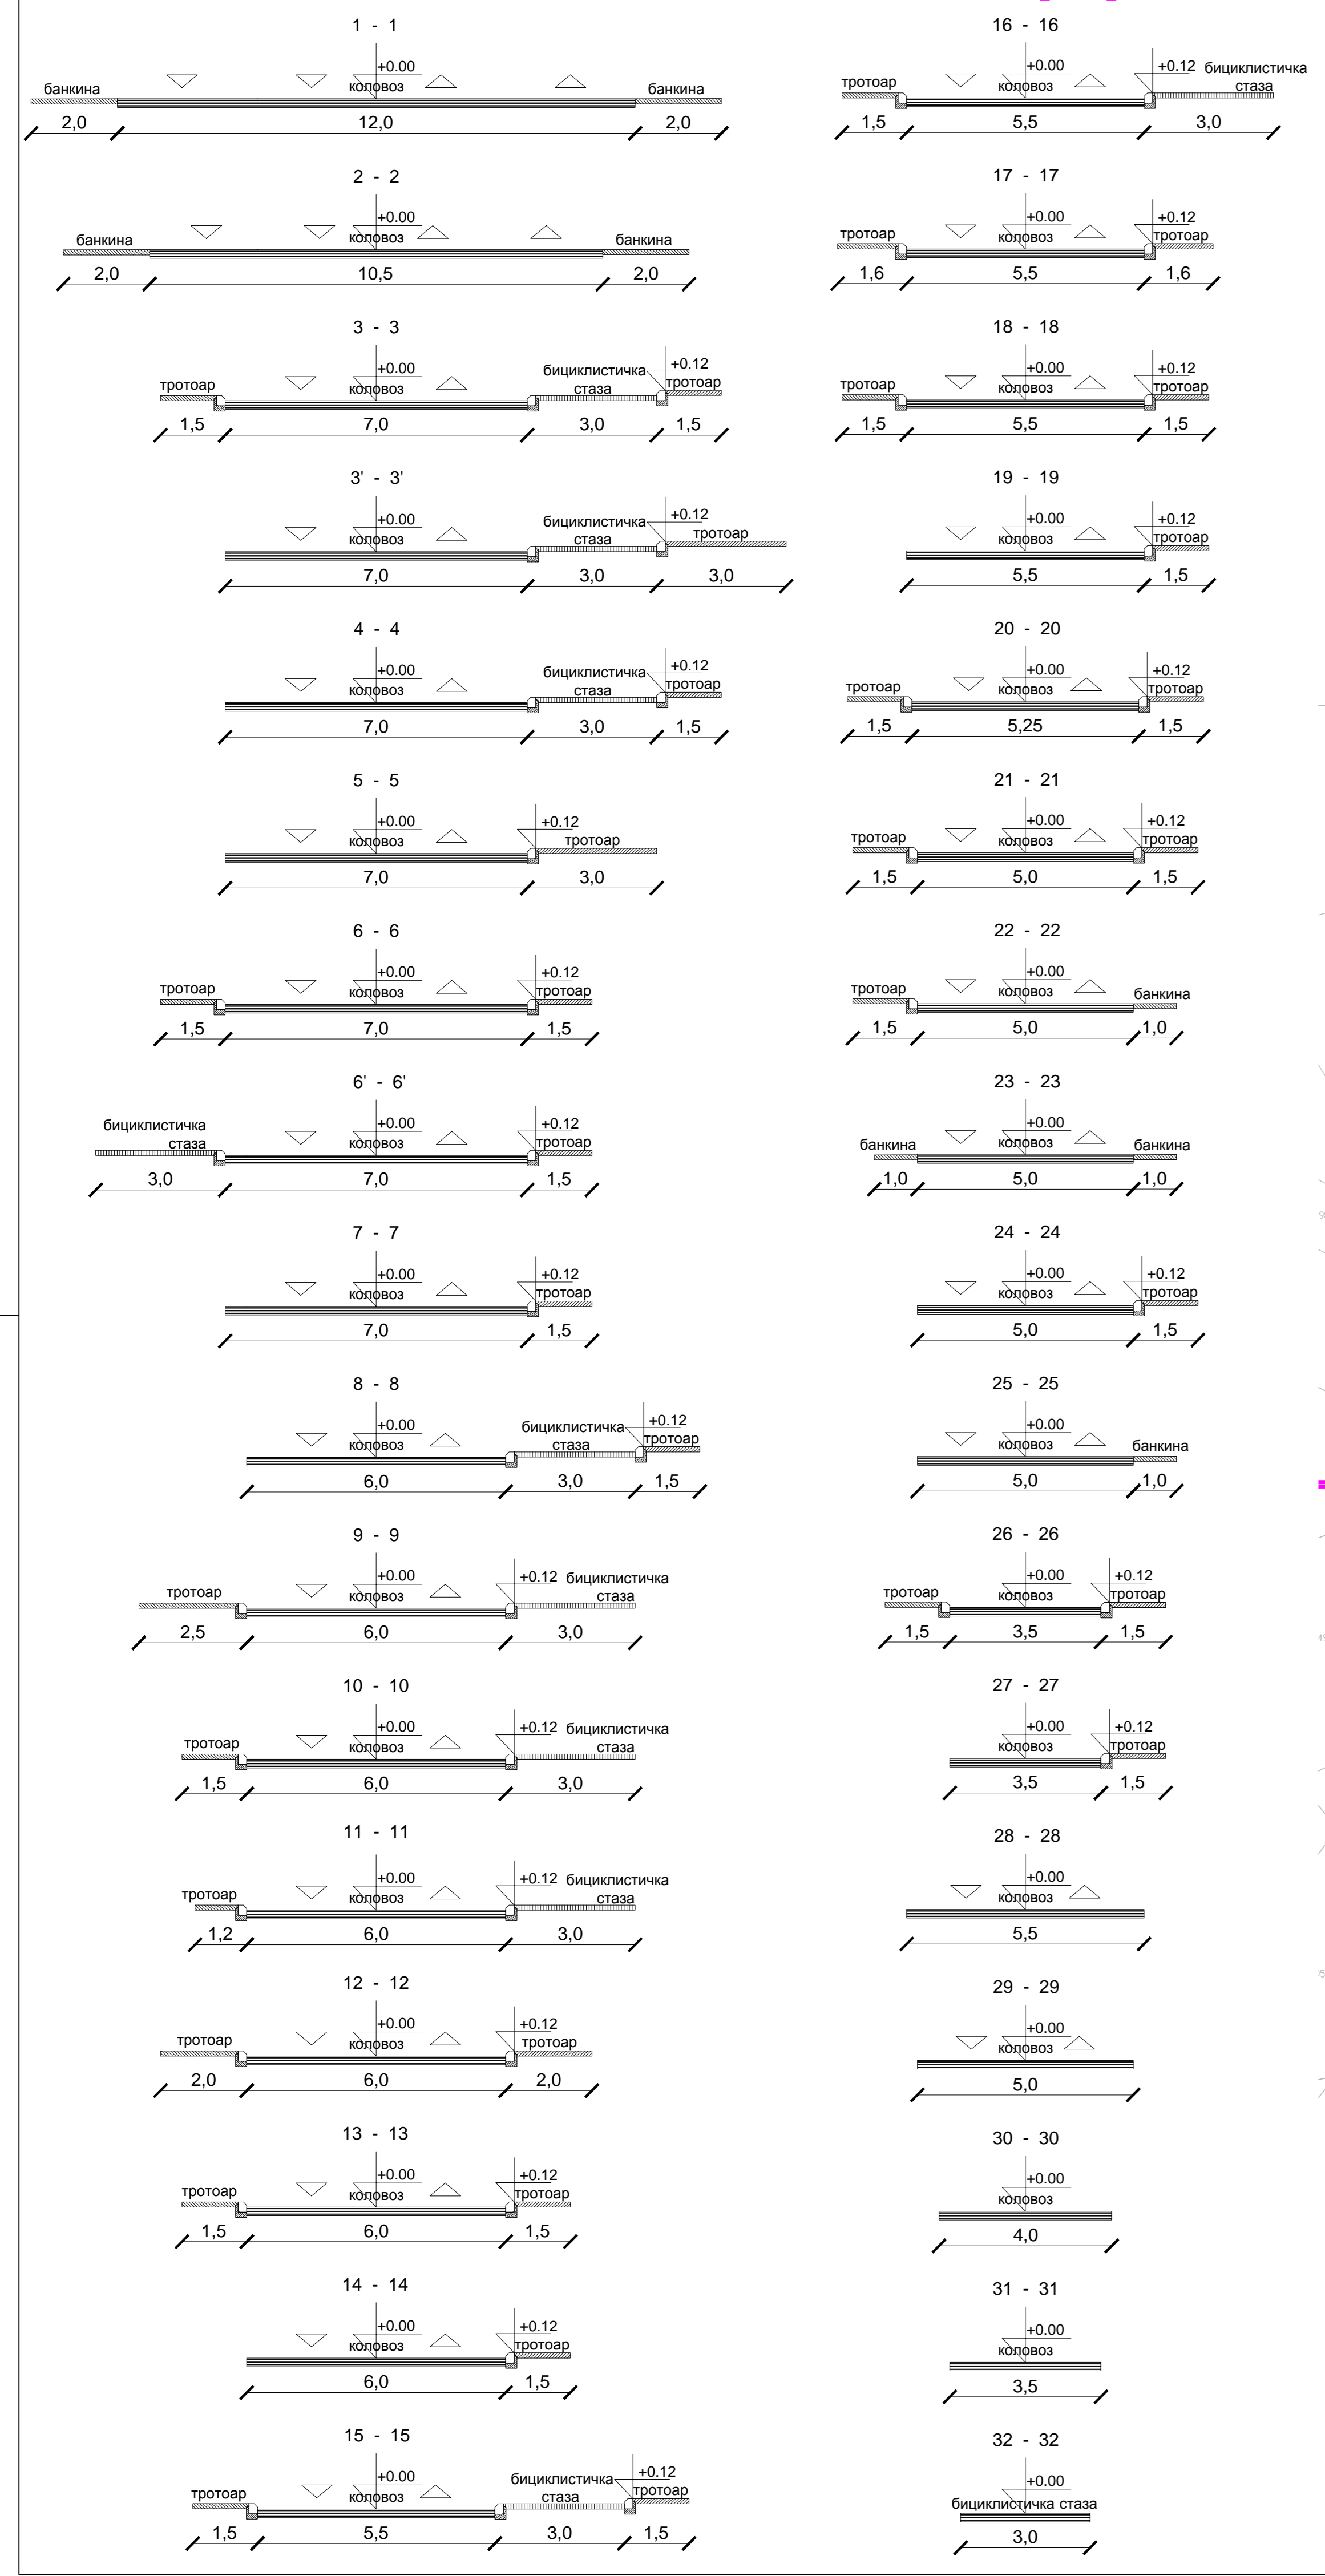 1 - 1
+0.00
банкина коловоз банкина
2,0 12,0 2,0
2 - 2
+0.00
банкина коловоз банкина
2,0 10,5 2,0
3 - 3
+0.00 бициклистичка +0.12
тротоар коловоз стаза тротоар
1,5 7,0 3,0 1,5
3' - 3'
+0.00 бициклистичка +0.12
коловоз стаза тротоар
7,0 3,0 3,0
4 - 4
+0.00 бициклистичка +0.12
коловоз стаза тротоар
7,0 3,0 1,5
5 - 5
+0.00 +0.12
коловоз тротоар
7,0 3,0
6 - 6
+0.00 +0.12
тротоар коловоз тротоар
1,5 7,0 1,5
6' - 6'
бициклистичка +0.00 +0.12
стаза коловоз тротоар
3,0 7,0 1,5
7 - 7
+0.00 +0.12
коловоз тротоар
7,0 1,5
8 - 8
+0.00 бициклистичка +0.12
коловоз стаза тротоар
6,0 3,0 1,5
9 - 9
+0.00 +0.12 бициклистичка
тротоар коловоз стаза
2,5 6,0 3,0
10 - 10
+0.00 +0.12 бициклистичка
тротоар коловоз стаза
1,5 6,0 3,0
11 - 11
+0.00 +0.12 бициклистичка
тротоар коловоз стаза
1,2 6,0 3,0
12 - 12
+0.00 +0.12
тротоар коловоз тротоар
2,0 6,0 2,0
13 - 13
+0.00 +0.12
тротоар коловоз тротоар
1,5 6,0 1,5
14 - 14
+0.00 +0.12
коловоз тротоар
6,0 1,5
15 - 15
+0.00 бициклистичка +0.12
тротоар коловоз стаза тротоар
1,5 5,5 3,0 1,5
16 - 16
+0.00 +0.12 бициклистичка
тротоар коловоз стаза
1,5 5,5 3,0
17 - 17
+0.00 +0.12
тротоар коловоз тротоар
1,6 5,5 1,6
18 - 18
+0.00 +0.12
тротоар коловоз тротоар
1,5 5,5 1,5
19 - 19
+0.00 +0.12
коловоз тротоар
5,5 1,5
20 - 20
+0.00 +0.12
тротоар коловоз тротоар
1,5 5,25 1,5
21 - 21
+0.00 +0.12
тротоар коловоз тротоар
1,5 5,0 1,5
22 - 22
+0.00
тротоар коловоз банкина
1,5 5,0 1,0
23 - 23
+0.00
банкина коловоз банкина
1,0 5,0 1,0
24 - 24
+0.00 +0.12
коловоз тротоар
5,0 1,5
25 - 25
+0.00
коловоз банкина
5,0 1,0
26 - 26
+0.00 +0.12
тротоар коловоз тротоар
1,5 3,5 1,5
27 - 27
+0.00 +0.12
коловоз тротоар
3,5 1,5
28 - 28
+0.00
коловоз
5,5
29 - 29
+0.00
коловоз
5,0
30 - 30
+0.00
коловоз
4,0
31 - 31
+0.00
коловоз
3,5
32 - 32
+0.00
бициклистичка стаза
3,0